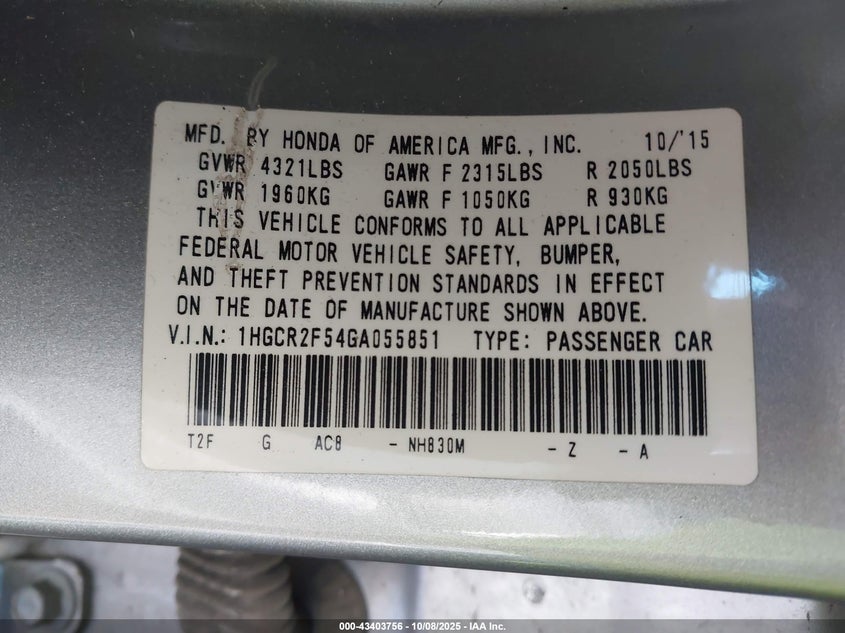 MFD. BY HONDA OF AMERICA MFG., INC. 10/'15
GVWR 4321LBS GAWR F 2315LBS R 2050LBS
GVWR 1960KG GAWR F 1050KG R 930KG
THIS VEHICLE CONFORMS TO ALL APPLICABLE
FEDERAL MOTOR VEHICLE SAFETY, BUMPER,
AND THEFT PREVENTION STANDARDS IN EFFECT
ON THE DATE OF MANUFACTURE SHOWN ABOVE.
V.I.N.: 1HGCR2F54GA055851 TYPE: PASSENGER CAR
T2F G AC8 - NH830M - Z - A
000-43403756 | 10/08/2025 - IAA Inc.